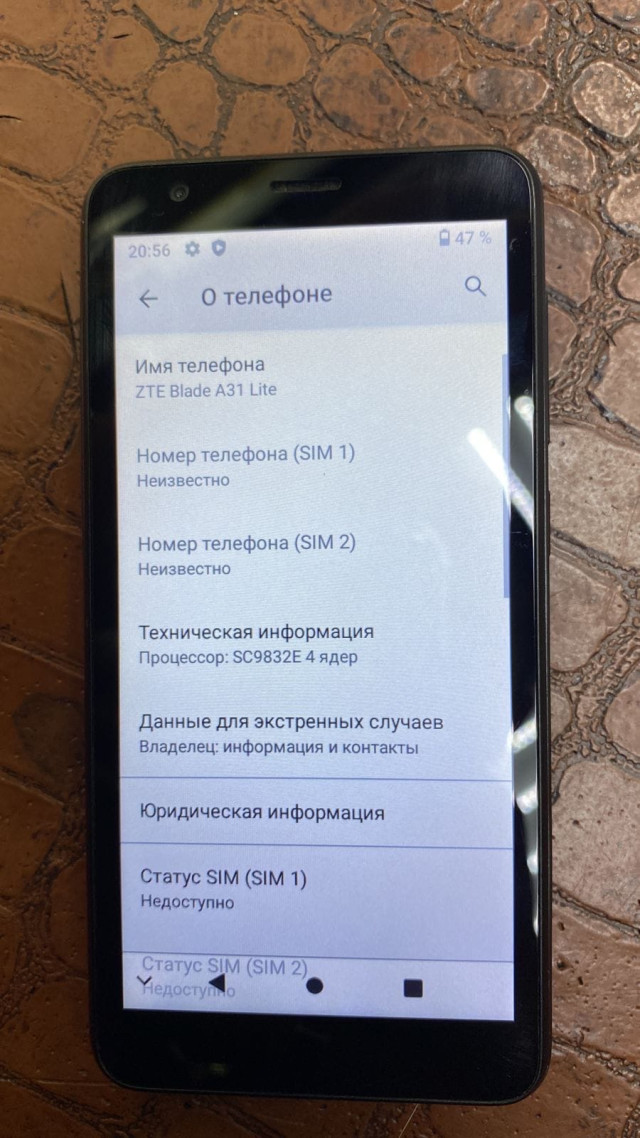 20:56 47 %
О телефоне
Имя телефона
ZTE Blade A31 Lite
Номер телефона (SIM 1)
Неизвестно
Номер телефона (SIM 2)
Неизвестно
Техническая информация
Процессор: SC9832E 4 ядер
Данные для экстренных случаев
Владелец: информация и контакты
Юридическая информация
Статус SIM (SIM 1)
Недоступно
Статус SIM (SIM 2)
Недоступно